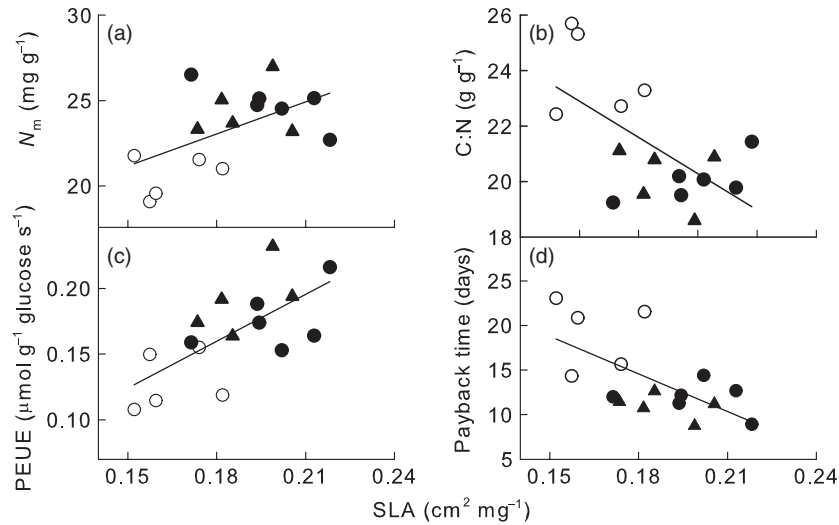 (a)
30
25
20
N_m (mg g⁻¹)
(b)
26
24
22
20
18
C:N (g g⁻¹)
(c)
0.20
0.15
0.10
PEUE (μmol g⁻¹ glucose s⁻¹)
0.15 0.18 0.21 0.24
(d)
25
20
15
10
5
Payback time (days)
0.15 0.18 0.21 0.24
SLA (cm² mg⁻¹)